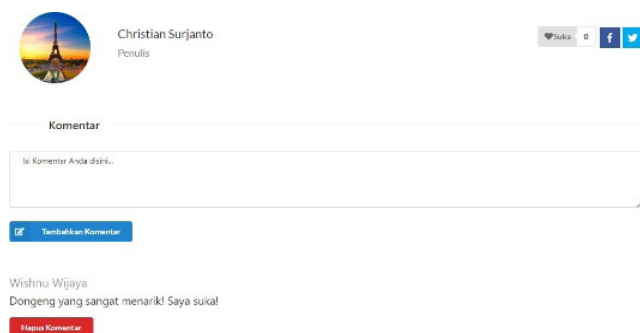 Christian Surjanto
Penulis
Suka 0
Komentar
Isi Komentar Anda disini...
Tambahkan Komentar
Wishnu Wijaya
Dongeng yang sangat menarik! Saya suka!
Hapus Komentar